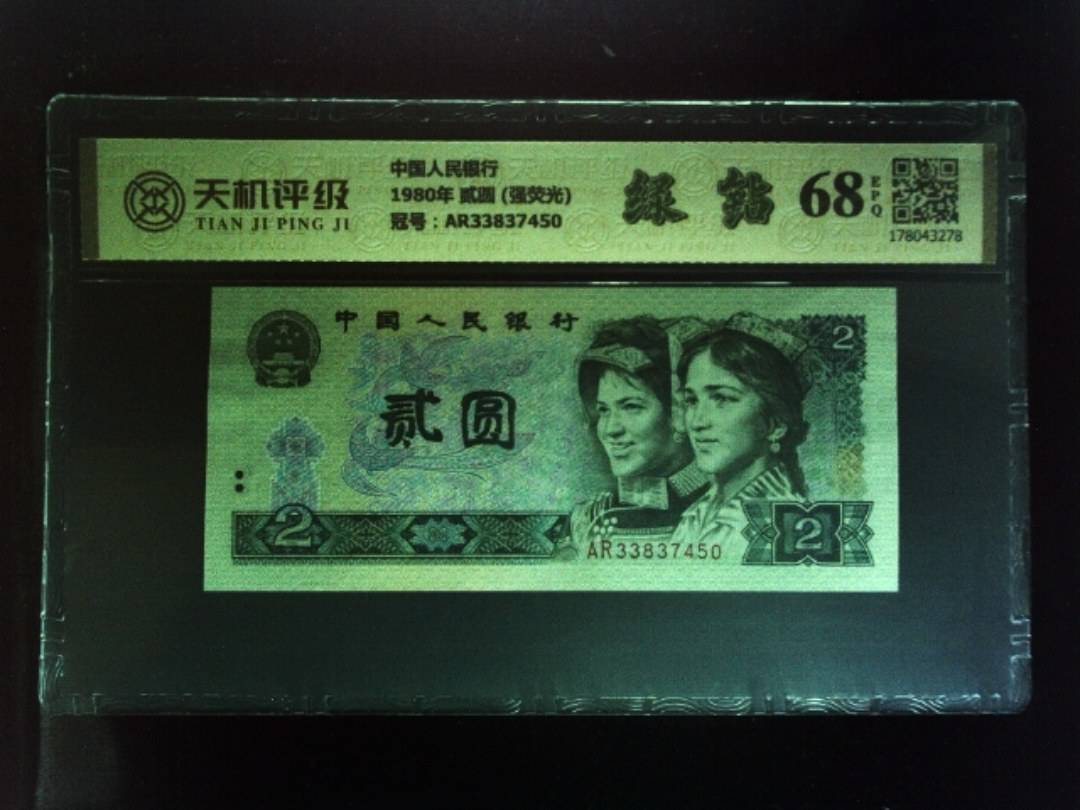 天机评级
TIAN JI PING JI
中国人民银行
1980年 贰圆 (强荧光)
冠号：AR33837450
绿 钻
68
EPQ
178043278
中国人民银行
2
贰圆
2
AR33837450
2